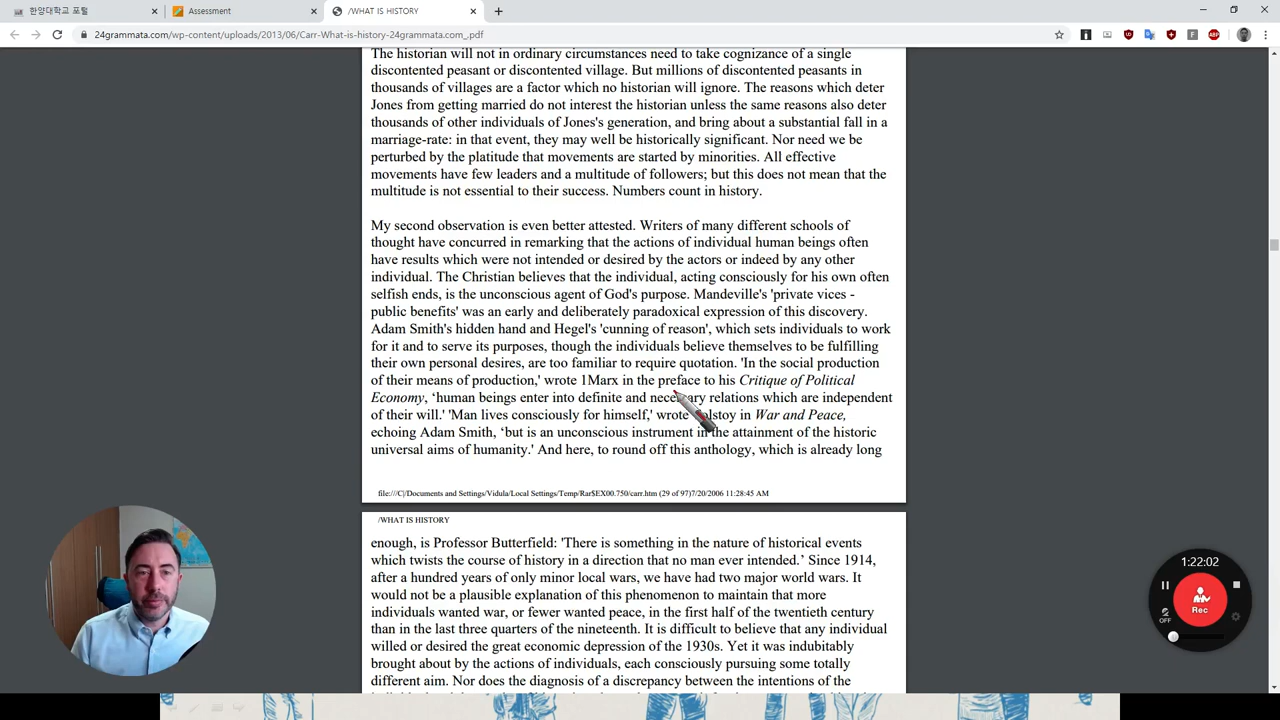 한양대학교 포털
Assessment
/WHAT IS HISTORY
24grammata.com/wp-content/uploads/2013/06/Carr-What-is-history-24grammata.com_.pdf
The historian will not in ordinary circumstances need to take cognizance of a single
discontented peasant or discontented village. But millions of discontented peasants in
thousands of villages are a factor which no historian will ignore. The reasons which deter
Jones from getting married do not interest the historian unless the same reasons also deter
thousands of other individuals of Jones's generation, and bring about a substantial fall in a
marriage-rate: in that event, they may well be historically significant. Nor need we be
perturbed by the platitude that movements are started by minorities. All effective
movements have few leaders and a multitude of followers; but this does not mean that the
multitude is not essential to their success. Numbers count in history.
My second observation is even better attested. Writers of many different schools of
thought have concurred in remarking that the actions of individual human beings often
have results which were not intended or desired by the actors or indeed by any other
individual. The Christian believes that the individual, acting consciously for his own often
selfish ends, is the unconscious agent of God's purpose. Mandeville's 'private vices -
public benefits' was an early and deliberately paradoxical expression of this discovery.
Adam Smith's hidden hand and Hegel's 'cunning of reason', which sets individuals to work
for it and to serve its purposes, though the individuals believe themselves to be fulfilling
their own personal desires, are too familiar to require quotation. 'In the social production
of their means of production,' wrote 1Marx in the preface to his Critique of Political
Economy, ‘human beings enter into definite and necessary relations which are independent
of their will.' 'Man lives consciously for himself,' wrote Tolstoy in War and Peace,
echoing Adam Smith, ‘but is an unconscious instrument in the attainment of the historic
universal aims of humanity.' And here, to round off this anthology, which is already long
file:///C|/Documents and Settings/Vidula/Local Settings/Temp/Rar$EX00.750/carr.htm (29 of 97)7/20/2006 11:28:45 AM
/WHAT IS HISTORY
enough, is Professor Butterfield: 'There is something in the nature of historical events
which twists the course of history in a direction that no man ever intended.’ Since 1914,
after a hundred years of only minor local wars, we have had two major world wars. It
would not be a plausible explanation of this phenomenon to maintain that more
individuals wanted war, or fewer wanted peace, in the first half of the twentieth century
than in the last three quarters of the nineteenth. It is difficult to believe that any individual
willed or desired the great economic depression of the 1930s. Yet it was indubitably
brought about by the actions of individuals, each consciously pursuing some totally
different aim. Nor does the diagnosis of a discrepancy between the intentions of the
1:22:02
Rec
OFF